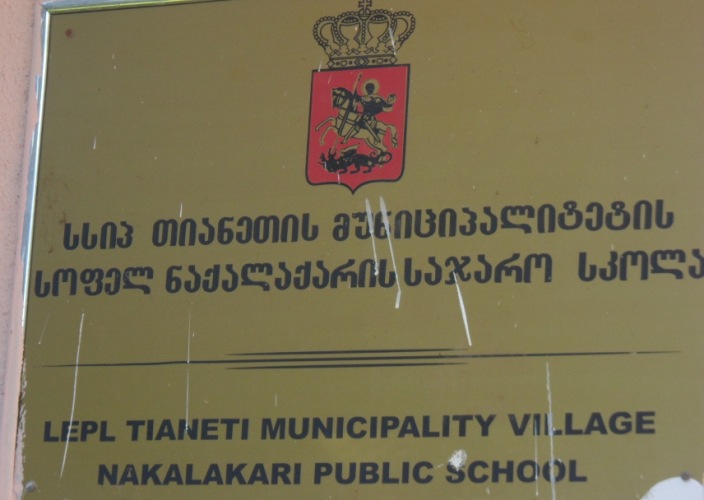 სსიპ თიანეთის მუნიციპალიტეტის
სოფელ ნაქალაქარის საჯარო სკოლა
LEPL TIANETI MUNICIPALITY VILLAGE
NAKALAKARI PUBLIC SCHOOL